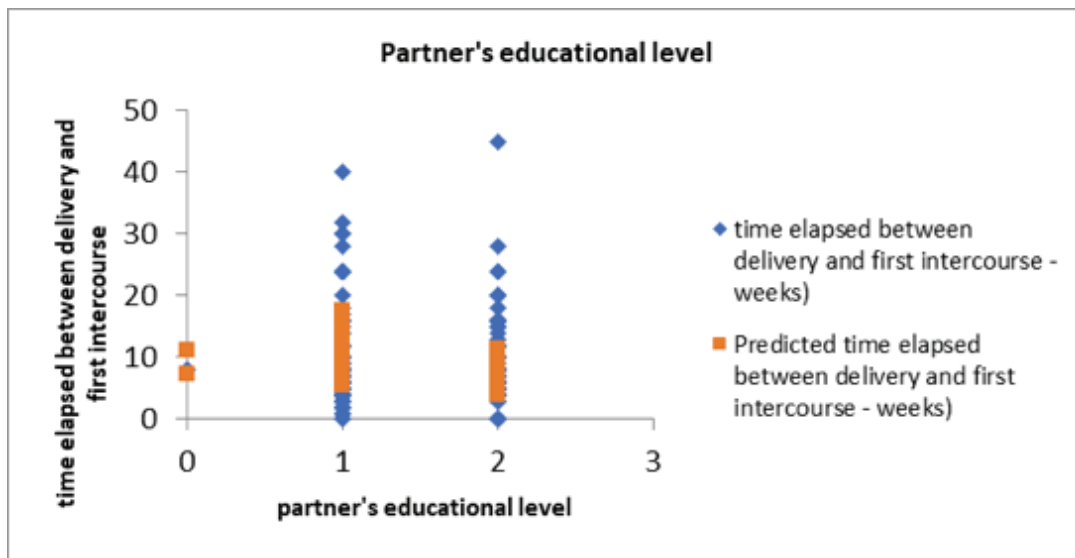 Partner's educational level
time elapsed between delivery and
first intercourse
50
40
30
20
10
0
0 1 2 3
partner's educational level
time elapsed between
delivery and first intercourse -
weeks)
Predicted time elapsed
between delivery and first
intercourse - weeks)